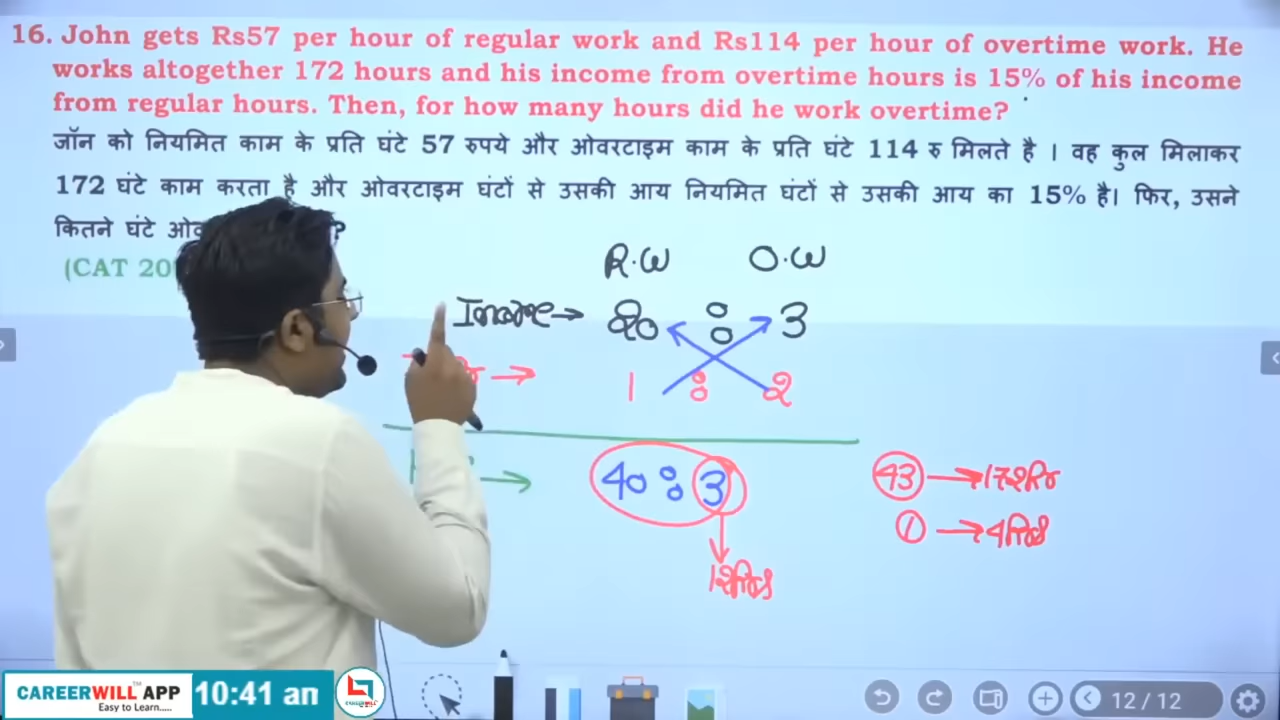 16. John gets Rs57 per hour of regular work and Rs114 per hour of overtime work. He
works altogether 172 hours and his income from overtime hours is 15% of his income
from regular hours. Then, for how many hours did he work overtime?
जॉन को नियमित काम के प्रति घंटे 57 रुपये और ओवरटाइम काम के प्रति घंटे 114 रु मिलते है । वह कुल मिलाकर
172 घंटे काम करता है और ओवरटाइम घंटों से उसकी आय नियमित घंटों से उसकी आय का 15% है। फिर, उसने
कितने घंटे ?
(CAT 20
R.W O.W
Income → 20 : 3
→ 1 : 2
→ 40 : 3
43 → 172
1 → 4
12
CAREERWILL APP
Easy to Learn.....
10:41 an
CAREERWILL
12 / 12